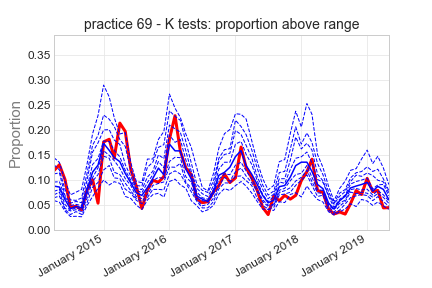 practice 69 - K tests: proportion above range
Proportion
0.35
0.30
0.25
0.20
0.15
0.10
0.05
0.00
January 2015
January 2016
January 2017
January 2018
January 2019